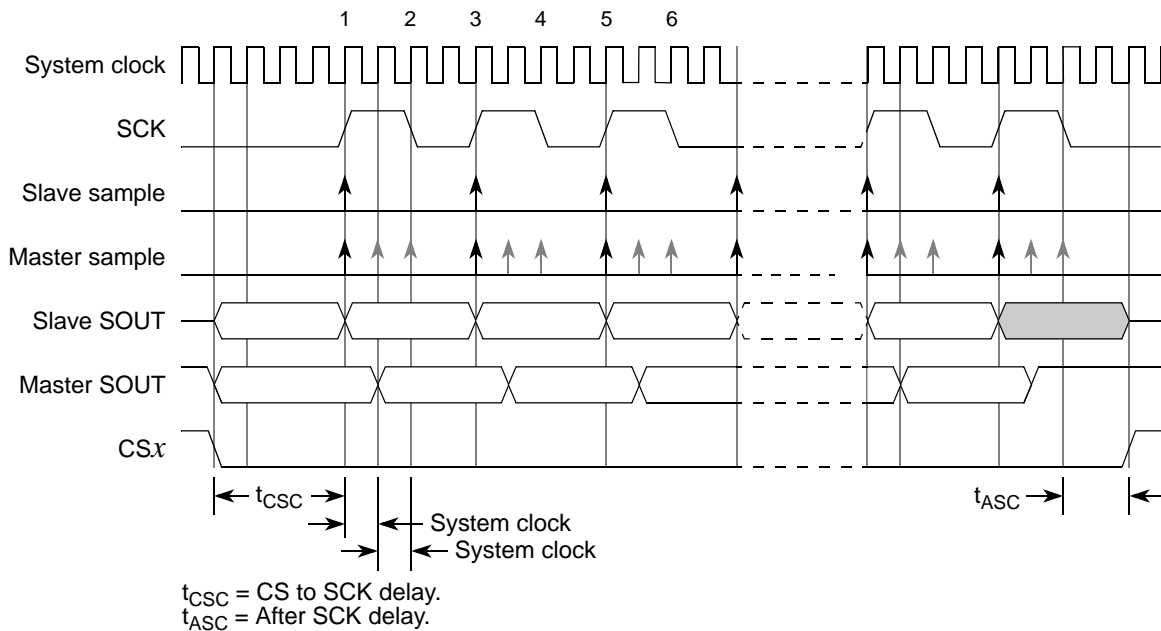 1 2 3 4 5 6
System clock
SCK
Slave sample
Master sample
Slave SOUT
Master SOUT
CSx
tCSC
tASC
System clock
System clock
tCSC = CS to SCK delay.
tASC = After SCK delay.